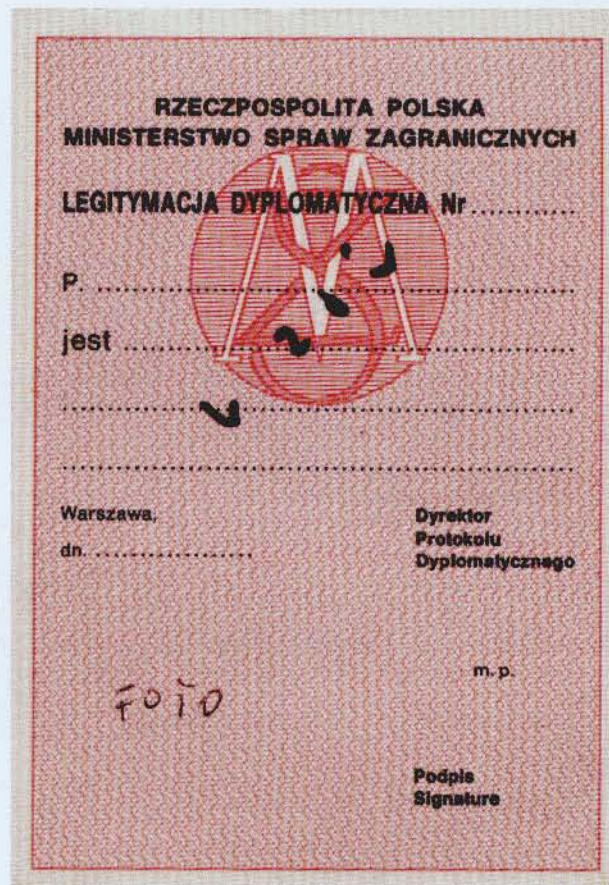 RZECZPOSPOLITA POLSKA
MINISTERSTWO SPRAW ZAGRANICZNYCH
LEGITYMACJA DYPLOMATYCZNA Nr ............
P. ............................................................
jest .........................................................
................................................................
................................................................
Warszawa,
dn. ....................
Dyrektor
Protokołu
Dyplomatycznego
m. p.
FOTO
Podpis
Signature